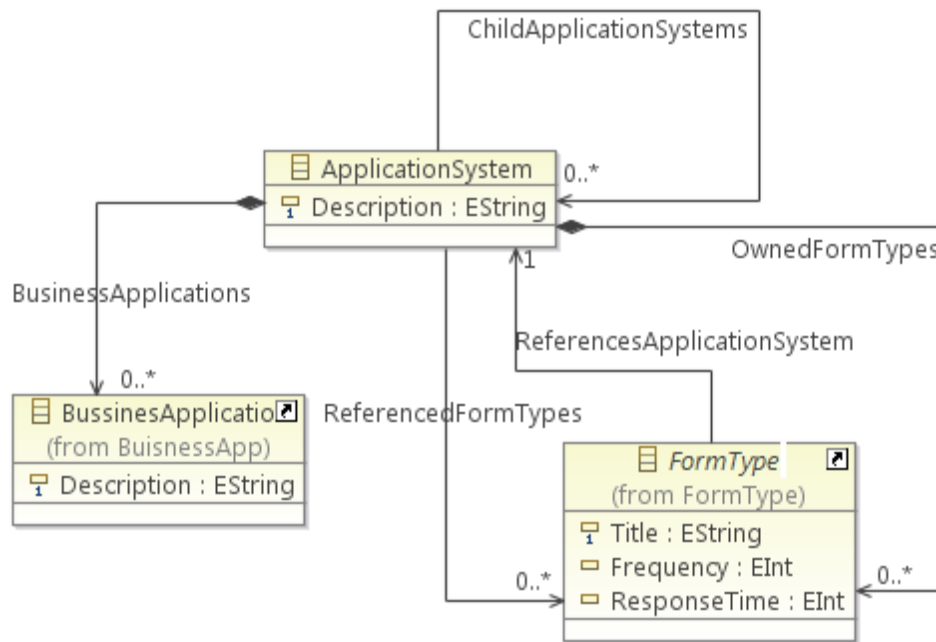 ChildApplicationSystems
ApplicationSystem
0..*
Description : EString
OwnedFormTypes
1
BusinessApplications
ReferencesApplicationSystem
0..*
BussinesApplicatio
ReferencedFormTypes
(from BuisnessApp)
FormType
Description : EString
(from FormType)
Title : EString
Frequency : EInt
0..*
0..*
ResponseTime : EInt